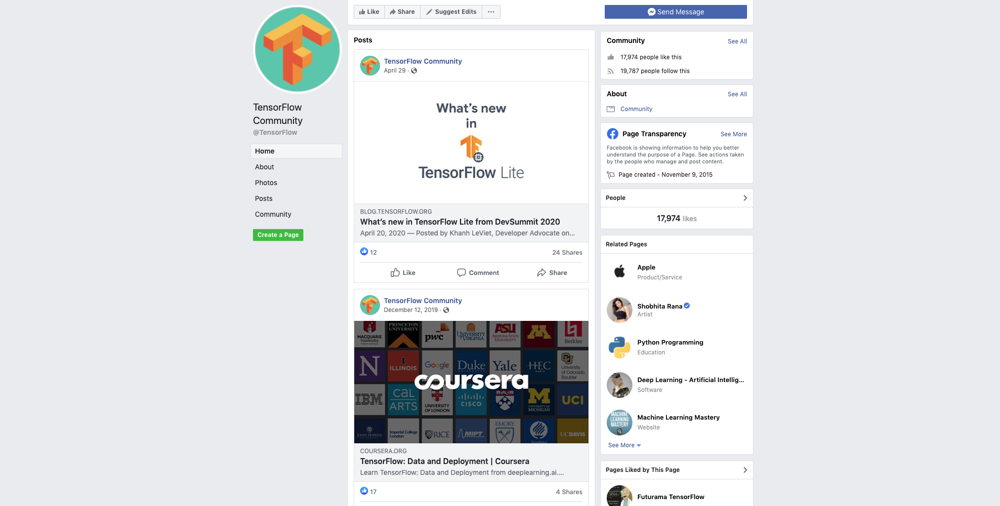 Like
Share
Suggest Edits
Send Message
TensorFlow
Community
@TensorFlow
Home
About
Photos
Posts
Community
Create a Page
Posts
TensorFlow Community
April 29 ·
What's new
in
TensorFlow Lite
BLOG.TENSORFLOW.ORG
What's new in TensorFlow Lite from DevSummit 2020
April 20, 2020 — Posted by Khanh LeViet, Developer Advocate on...
12
24 Shares
Like
Comment
Share
TensorFlow Community
December 12, 2019 ·
MACQUARIE
University
PRINCETON
UNIVERSITY
pwc
UNIVERSITY
VIRGINIA
ASU
ARIZONA STATE
UNIVERSITY
M
Berklee
N
I
ILLINOIS
Google
Duke
UNIVERSITY
Yale
HEC
PARIS
CU
University
of Colorado
Boulder
coursera
IBM
CAL
ARTS
UNIVERSITY
OF LONDON
CISCO
M
UNIVERSITY OF
MICHIGAN
UCI
JOHNS HOPKINS
UNIVERSITY
Imperial College
London
RICE
MIPT
EMORY
UCDAVIS
COURSERA.ORG
TensorFlow: Data and Deployment | Coursera
Learn TensorFlow: Data and Deployment from deeplearning.ai....
17
4 Shares
Community
See All
17,974 people like this
19,787 people follow this
About
See All
Community
Page Transparency
See More
Facebook is showing information to help you better
understand the purpose of a Page. See actions taken
by the people who manage and post content.
Page created - November 9, 2015
People
17,974 likes
Related Pages
Apple
Product/Service
Shobhita Rana
Artist
Python Programming
Education
Deep Learning - Artificial Intellig...
Software
MACHINE
LEARNING
MASTERY
Machine Learning Mastery
Website
See More
Pages Liked by This Page
Futurama TensorFlow